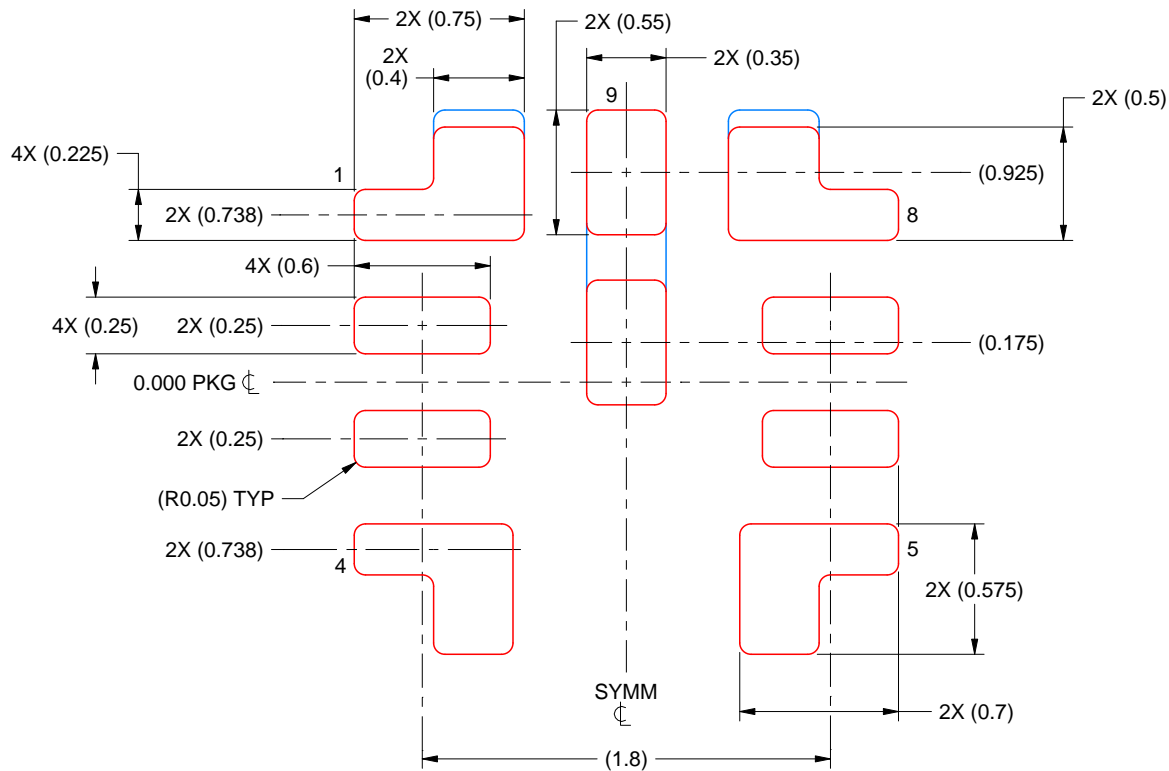 2X (0.75)
2X (0.55)
2X
(0.4)
2X (0.35)
9
2X (0.5)
4X (0.225)
1
(0.925)
2X (0.738)
8
4X (0.6)
4X (0.25)
2X (0.25)
(0.175)
0.000 PKG ℄
2X (0.25)
(R0.05) TYP
2X (0.738)
4
5
2X (0.575)
SYMM
℄
2X (0.7)
(1.8)